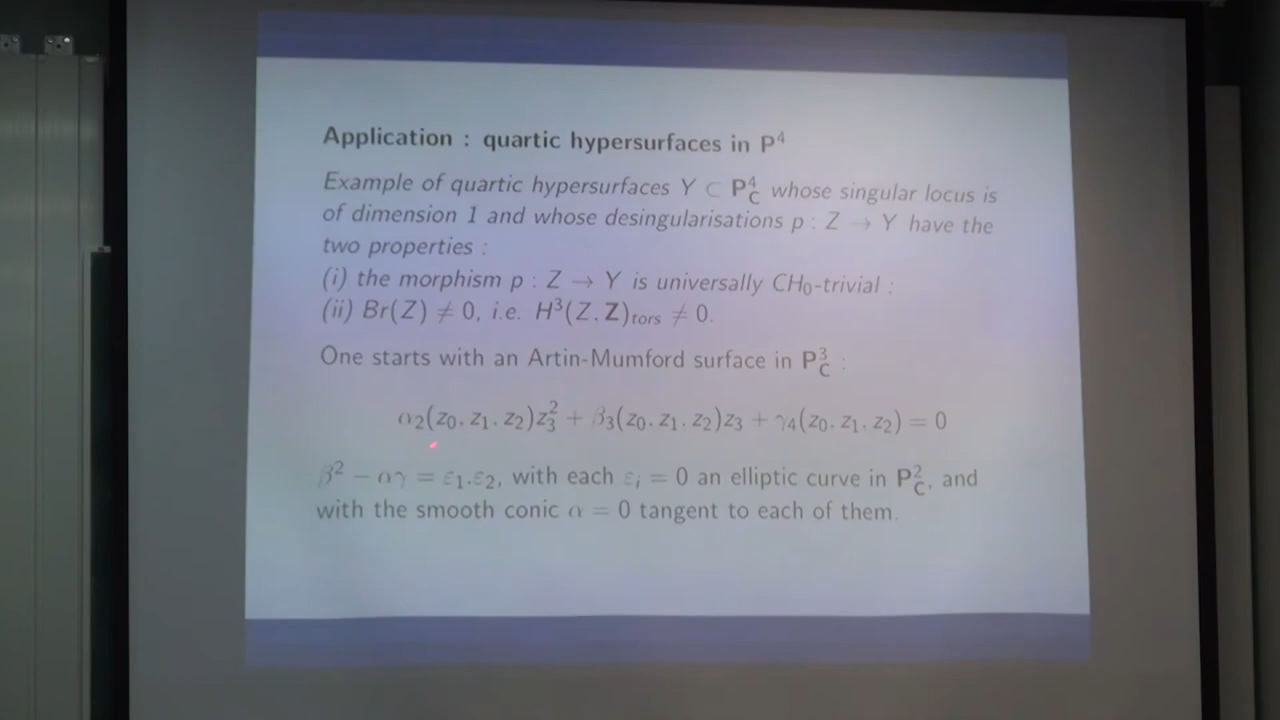 Application : quartic hypersurfaces in P⁴
Example of quartic hypersurfaces Y ⊂ P⁴_C whose singular locus is
of dimension 1 and whose desingularisations p : Z → Y have the
two properties :
(i) the morphism p : Z → Y is universally CH₀-trivial ;
(ii) Br(Z) ≠ 0, i.e. H³(Z, Z)_tors ≠ 0.
One starts with an Artin-Mumford surface in P³_C :
α₂(z₀, z₁, z₂)z₃² + β₃(z₀, z₁, z₂)z₃ + γ₄(z₀, z₁, z₂) = 0
β² − αγ = ε₁.ε₂, with each εᵢ = 0 an elliptic curve in P²_C, and
with the smooth conic α = 0 tangent to each of them.